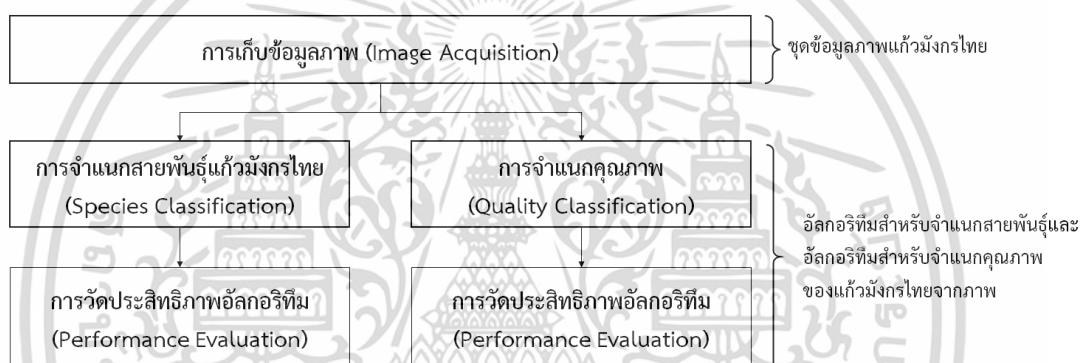 การเก็บข้อมูลภาพ (Image Acquisition)
ชุดข้อมูลภาพแก้วมังกรไทย
การจำแนกสายพันธุ์แก้วมังกรไทย
(Species Classification)
การจำแนกคุณภาพ
(Quality Classification)
อัลกอริทึมสำหรับจำแนกสายพันธุ์และ
อัลกอริทึมสำหรับจำแนกคุณภาพ
ของแก้วมังกรไทยจากภาพ
การวัดประสิทธิภาพอัลกอริทึม
(Performance Evaluation)
การวัดประสิทธิภาพอัลกอริทึม
(Performance Evaluation)